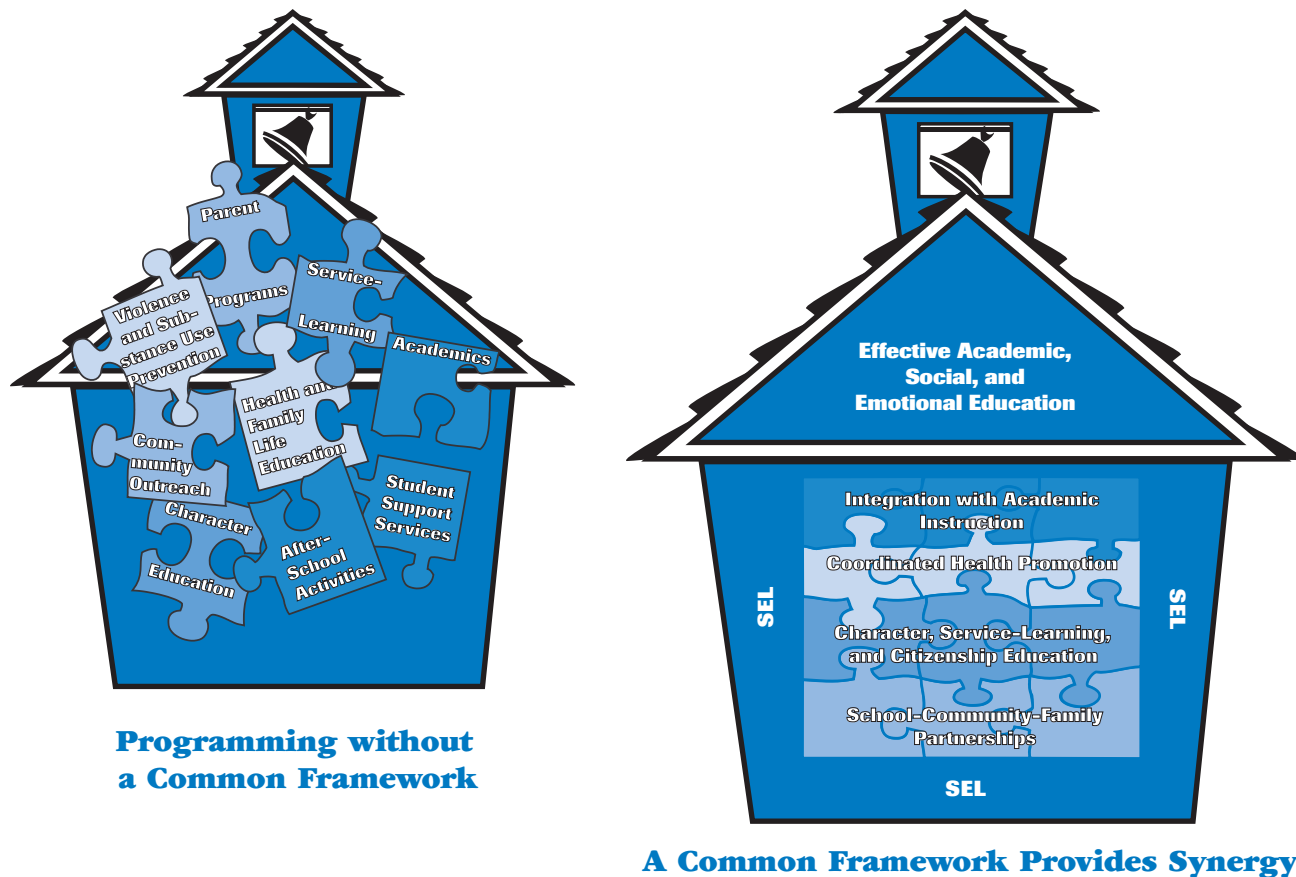 Parent
Programs
Service-
Learning
Violence
and Sub-
stance Use
Prevention
Academics
Health and
Family
Life
Education
Com-
munity
Outreach
Student
Support
Services
Character
Education
After-
School
Activities
Programming without
a Common Framework
Effective Academic,
Social, and
Emotional Education
Integration with Academic
Instruction
Coordinated Health Promotion
SEL
SEL
Character, Service-Learning,
and Citizenship Education
School-Community-Family
Partnerships
SEL
A Common Framework Provides Synergy